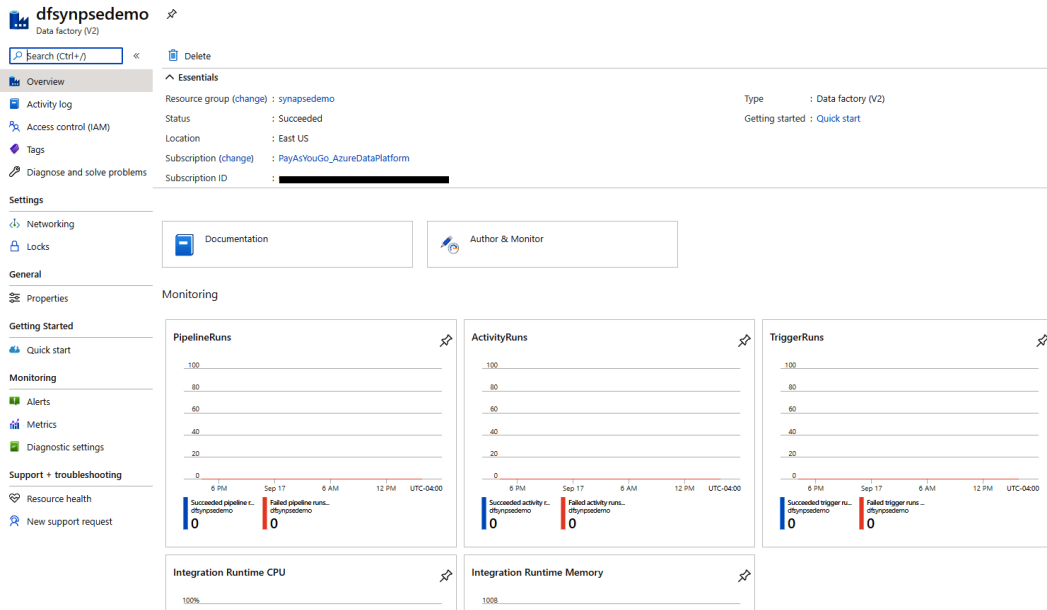 dfsynpsedemo
Data factory (V2)
Search (Ctrl+/)
«
Delete
Overview
Activity log
Access control (IAM)
Tags
Diagnose and solve problems
Settings
Networking
Locks
General
Properties
Getting Started
Quick start
Monitoring
Alerts
Metrics
Diagnostic settings
Support + troubleshooting
Resource health
New support request
Essentials
Resource group (change) : synapsedemo
Status : Succeeded
Location : East US
Subscription (change) : PayAsYouGo_AzureDataPlatform
Subscription ID :
Type : Data factory (V2)
Getting started : Quick start
Documentation
Author & Monitor
Monitoring
PipelineRuns
100
80
60
40
20
0
6 PM Sep 17 6 AM 12 PM UTC-04:00
Succeeded pipeline r...
dfsynpsedemo
0
Failed pipeline runs...
dfsynpsedemo
0
ActivityRuns
100
80
60
40
20
0
6 PM Sep 17 6 AM 12 PM UTC-04:00
Succeeded activity r...
dfsynpsedemo
0
Failed activity runs...
dfsynpsedemo
0
TriggerRuns
100
80
60
40
20
0
6 PM Sep 17 6 AM 12 PM UTC-04:00
Succeeded trigger ru...
dfsynpsedemo
0
Failed trigger runs ...
dfsynpsedemo
0
Integration Runtime CPU
100%
Integration Runtime Memory
100B